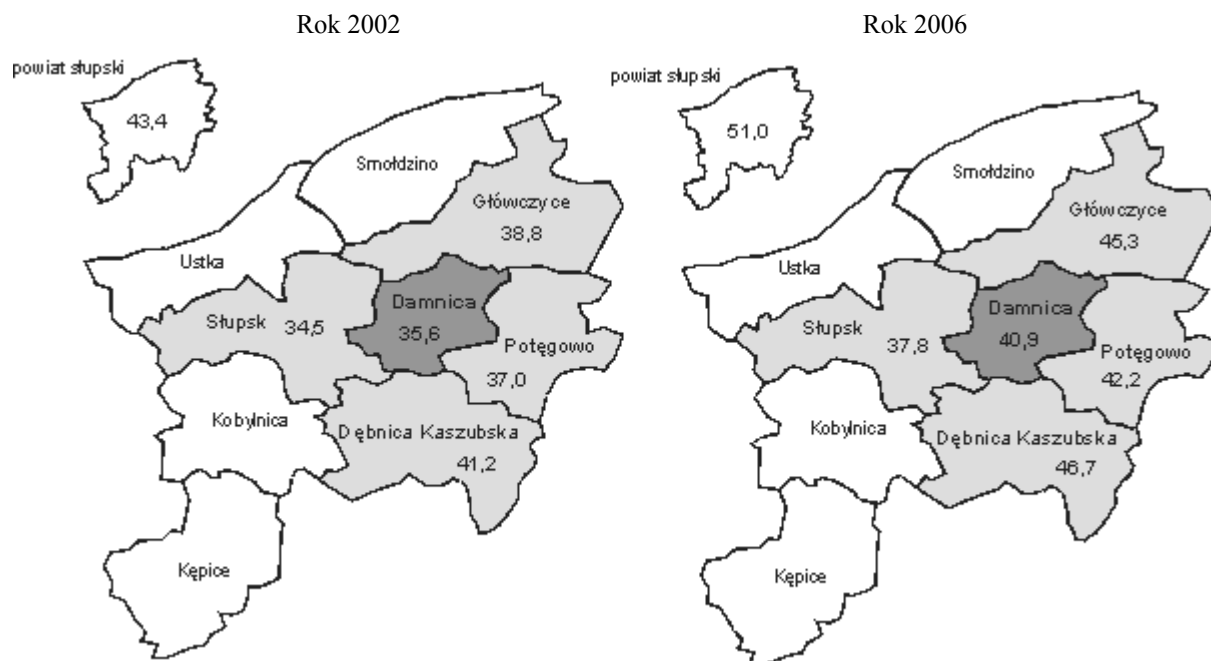 Rok 2002
powiat słupski
43,4
Smołdzino
Główczyce
38,8
Ustka
Damnica
35,6
Słupsk 34,5
Potęgowo
37,0
Kobylnica
Dębnica Kaszubska
41,2
Kępice
Rok 2006
powiat słupski
51,0
Smołdzino
Główczyce
45,3
Ustka
Damnica
40,9
Słupsk
37,8
Potęgowo
42,2
Kobylnica
Dębnica Kaszubska
46,7
Kępice